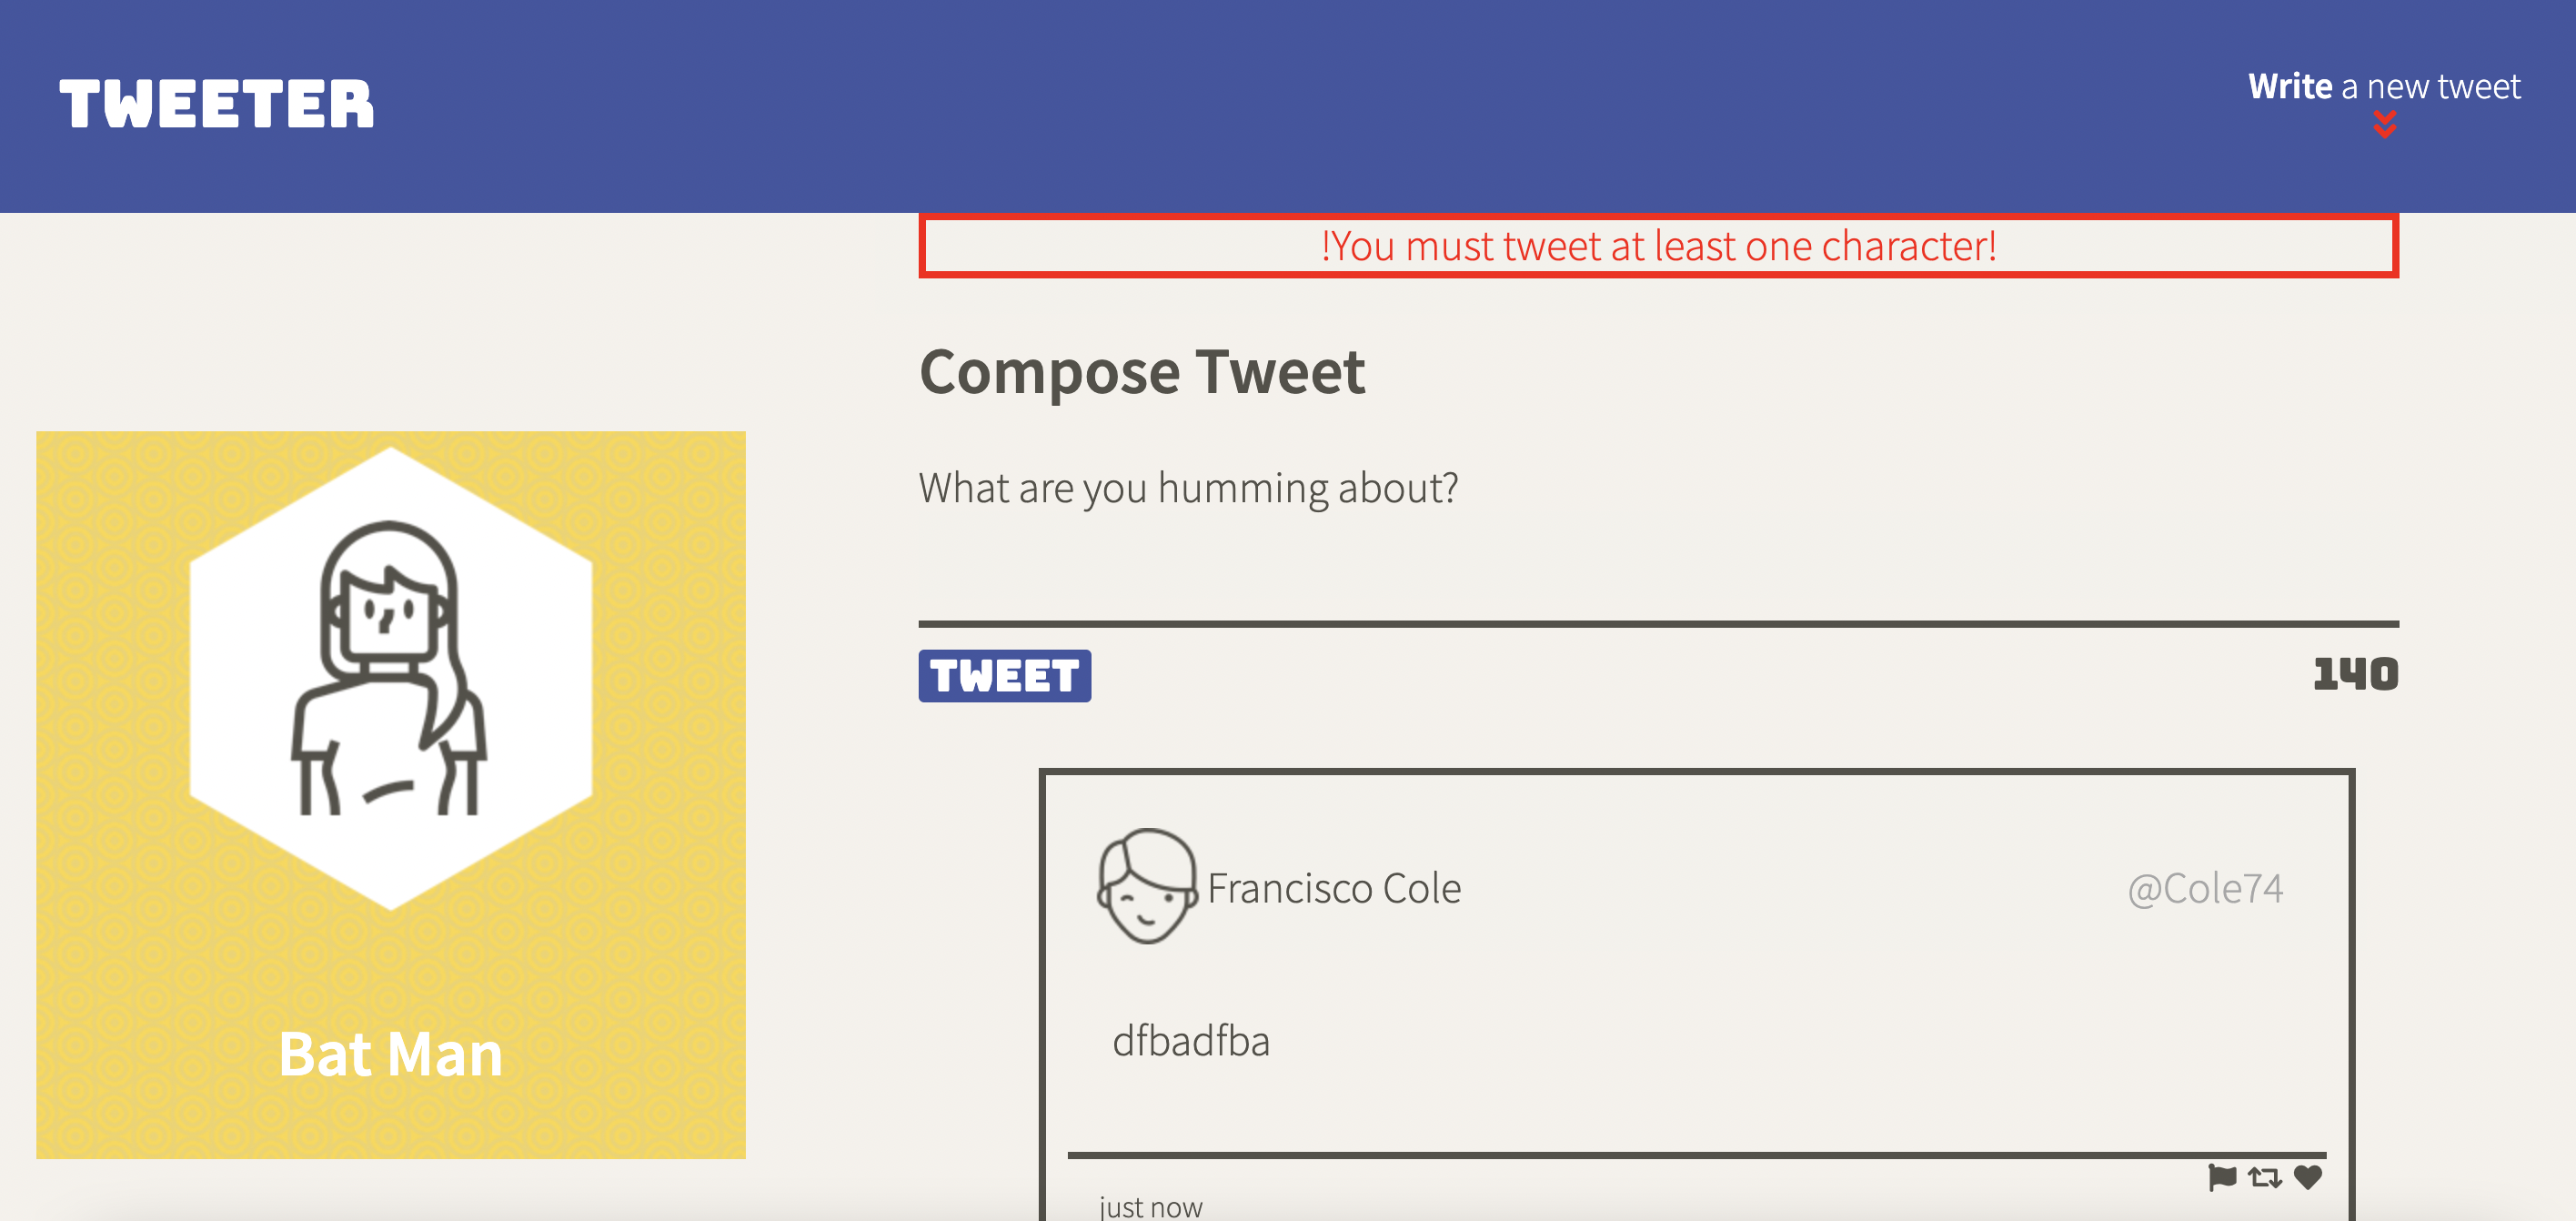 TWEETER
Write a new tweet
!You must tweet at least one character!
Compose Tweet
What are you humming about?
TWEET
140
Bat Man
Francisco Cole
@Cole74
dfbadfba
just now